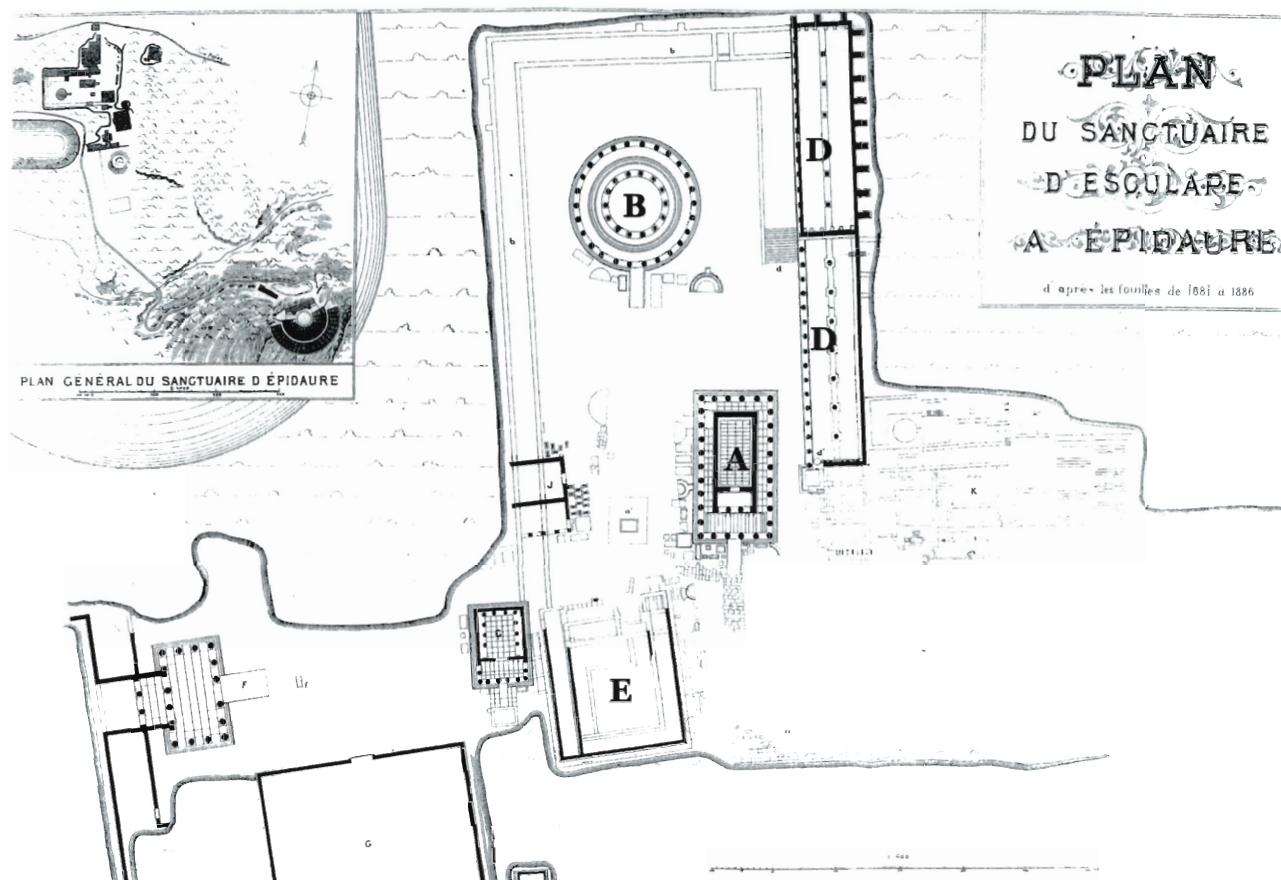 PLAN GÉNÉRAL DU SANCTUAIRE D ÉPIDAURE
PLAN
DU SANCTUAIRE
D'ESCULAPE
A ÉPIDAURE
d'après les fouilles de 1881 à 1886
b
b
B
D
d
D
d'
A
J
a'
K
C
E
F
G